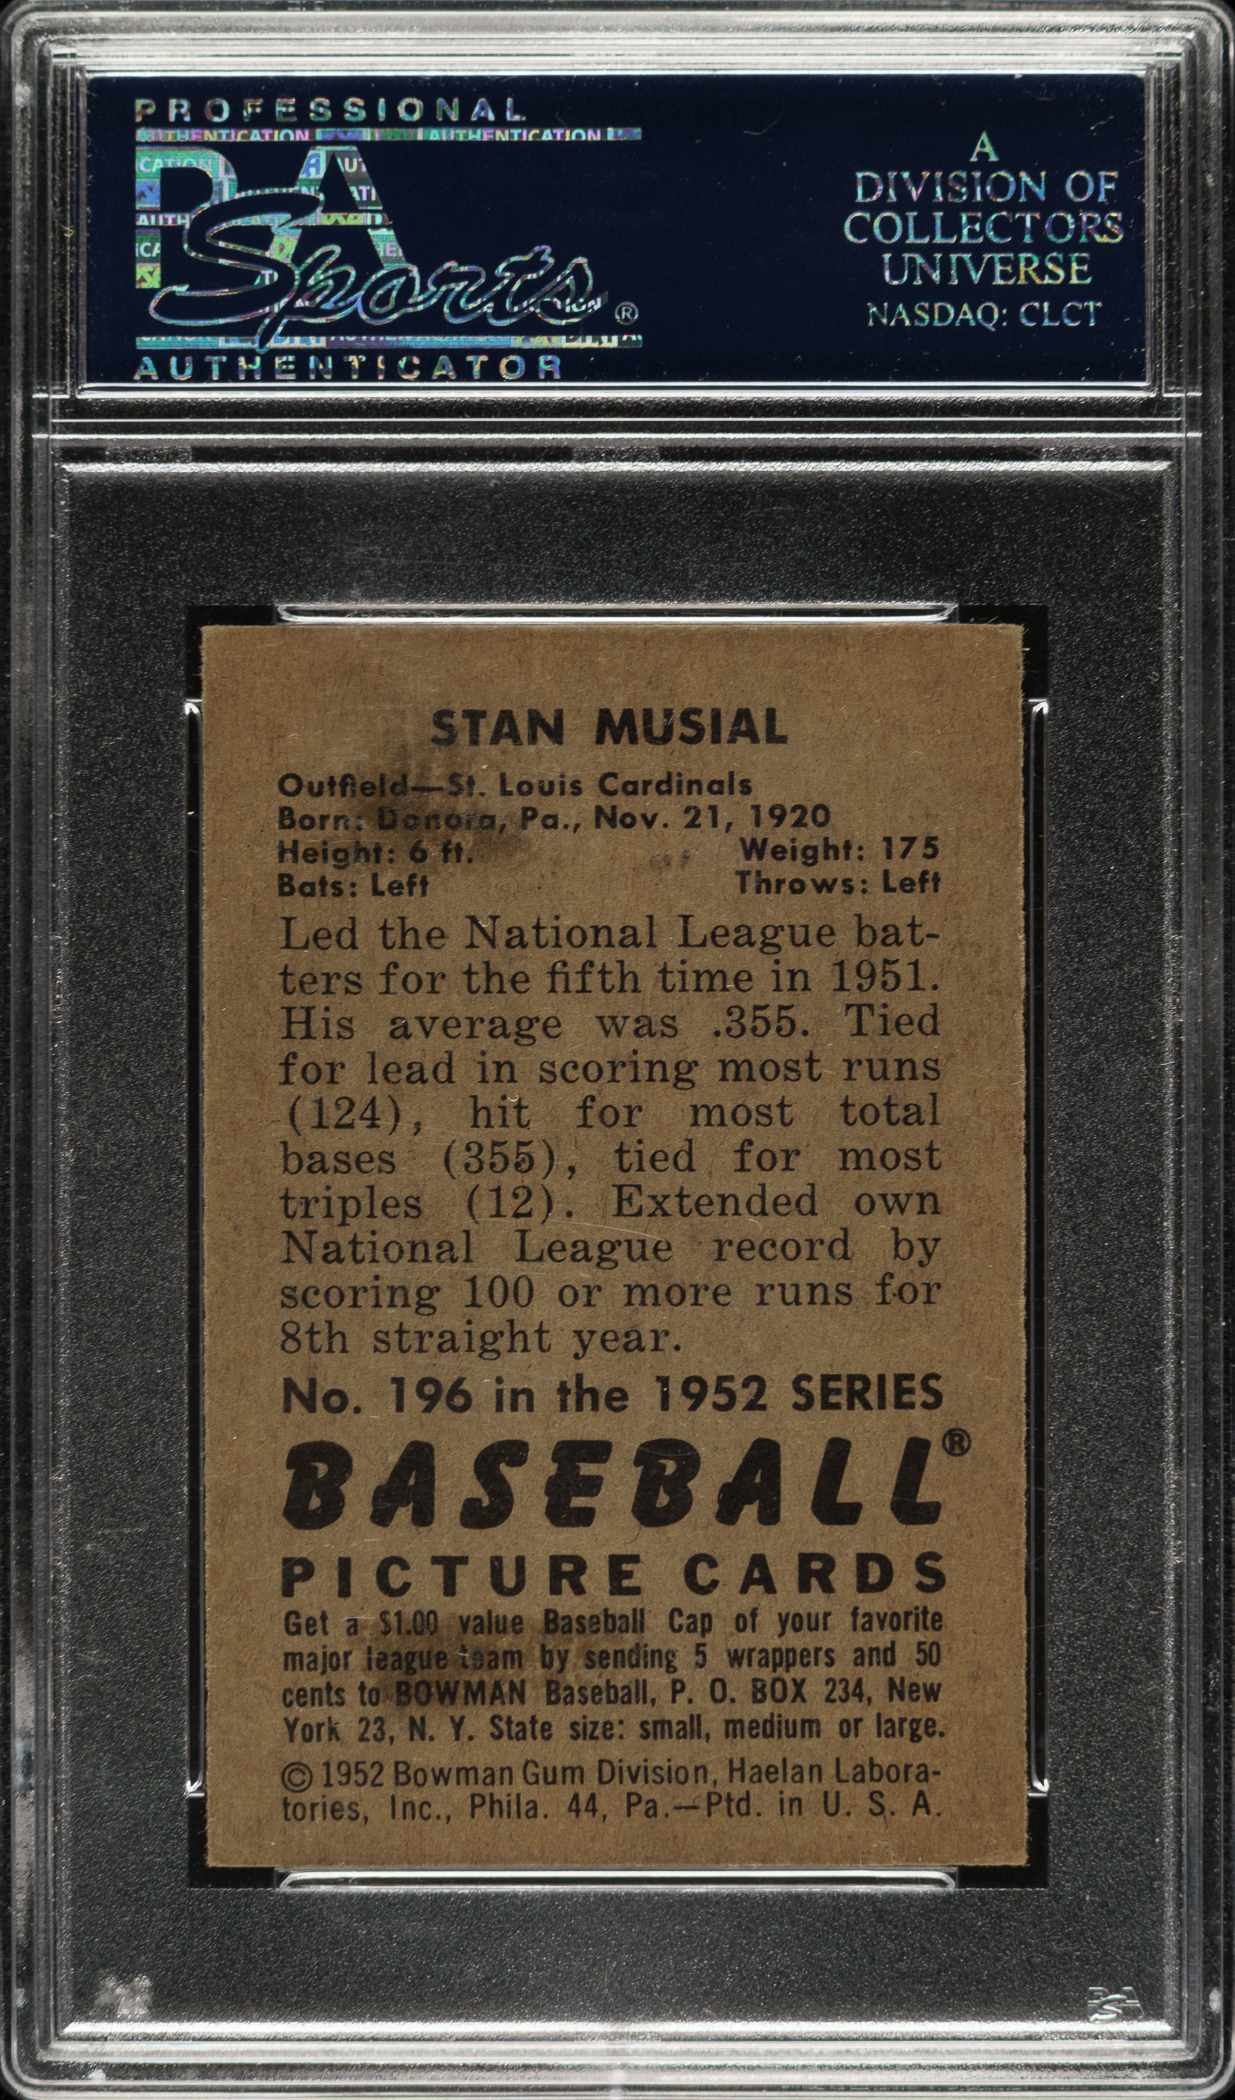 PROFESSIONAL
PSA
Sports®
AUTHENTICATOR
A
DIVISION OF
COLLECTORS
UNIVERSE
NASDAQ: CLCT
STAN MUSIAL
Outfield—St. Louis Cardinals
Born: Donora, Pa., Nov. 21, 1920
Height: 6 ft. Weight: 175
Bats: Left Throws: Left
Led the National League bat-
ters for the fifth time in 1951.
His average was .355. Tied
for lead in scoring most runs
(124), hit for most total
bases (355), tied for most
triples (12). Extended own
National League record by
scoring 100 or more runs for
8th straight year.
No. 196 in the 1952 SERIES
BASEBALL®
PICTURE CARDS
Get a $1.00 value Baseball Cap of your favorite
major league team by sending 5 wrappers and 50
cents to BOWMAN Baseball, P. O. BOX 234, New
York 23, N. Y. State size: small, medium or large.
©1952 Bowman Gum Division, Haelan Labora-
tories, Inc., Phila. 44, Pa.—Ptd. in U. S. A.
PSA